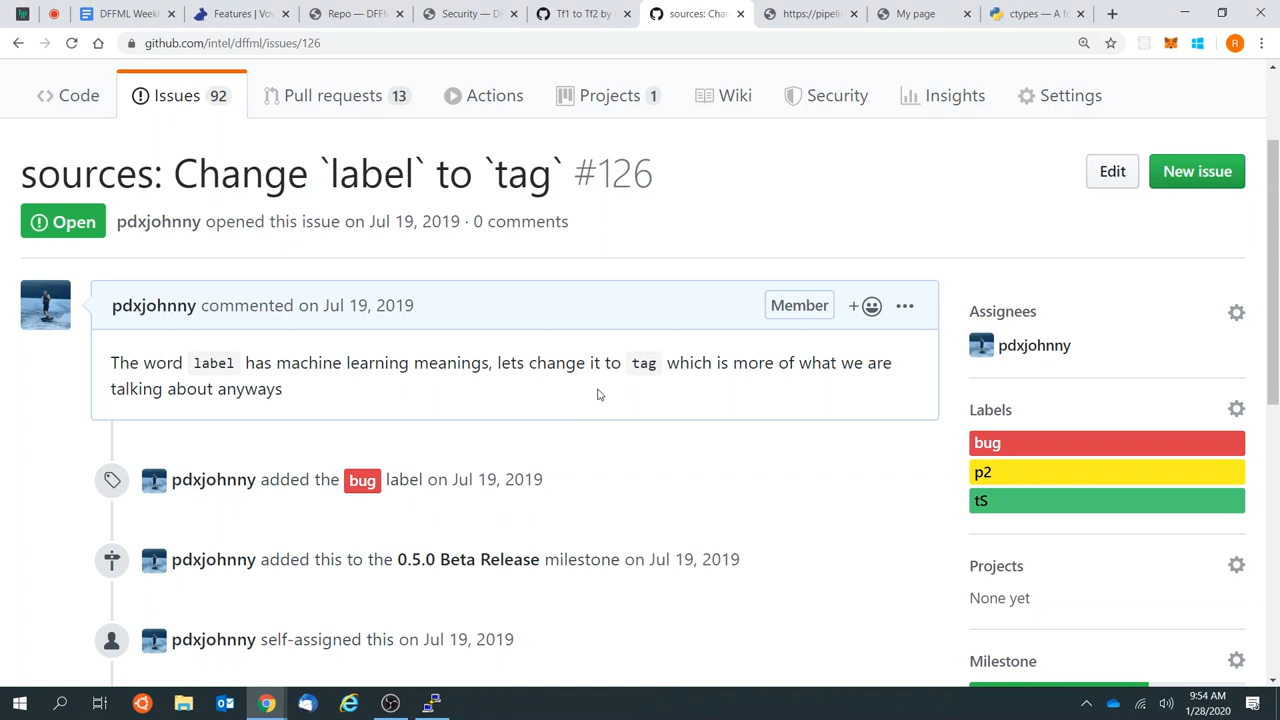 DFFML Weekly
Features | Vow
Repo — DFFM
Security — D
Tf1 to Tf2 by
sources: Cha
https://pipelin
My page
ctypes — A fo
github.com/intel/dffml/issues/126
R
Code
Issues 92
Pull requests 13
Actions
Projects 1
Wiki
Security
Insights
Settings
sources: Change `label` to `tag` #126
Edit
New issue
Open
pdxjohnny opened this issue on Jul 19, 2019 · 0 comments
pdxjohnny commented on Jul 19, 2019
Member
The word label has machine learning meanings, lets change it to tag which is more of what we are
talking about anyways
pdxjohnny added the bug label on Jul 19, 2019
pdxjohnny added this to the 0.5.0 Beta Release milestone on Jul 19, 2019
pdxjohnny self-assigned this on Jul 19, 2019
Assignees
pdxjohnny
Labels
bug
p2
tS
Projects
None yet
Milestone
9:54 AM
1/28/2020